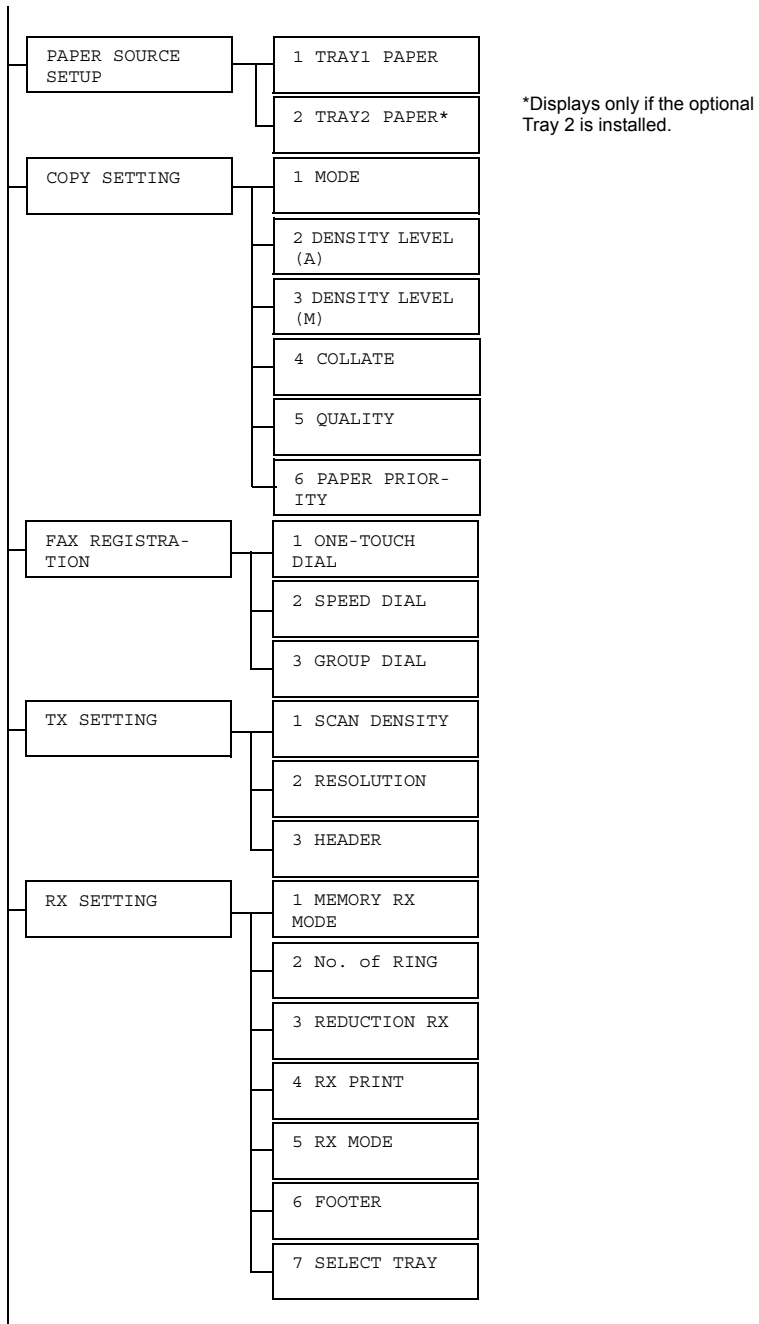 PAPER SOURCE
SETUP
1 TRAY1 PAPER
2 TRAY2 PAPER*
*Displays only if the optional
Tray 2 is installed.
COPY SETTING
1 MODE
2 DENSITY LEVEL
(A)
3 DENSITY LEVEL
(M)
4 COLLATE
5 QUALITY
6 PAPER PRIOR-
ITY
FAX REGISTRA-
TION
1 ONE-TOUCH
DIAL
2 SPEED DIAL
3 GROUP DIAL
TX SETTING
1 SCAN DENSITY
2 RESOLUTION
3 HEADER
RX SETTING
1 MEMORY RX
MODE
2 No. of RING
3 REDUCTION RX
4 RX PRINT
5 RX MODE
6 FOOTER
7 SELECT TRAY